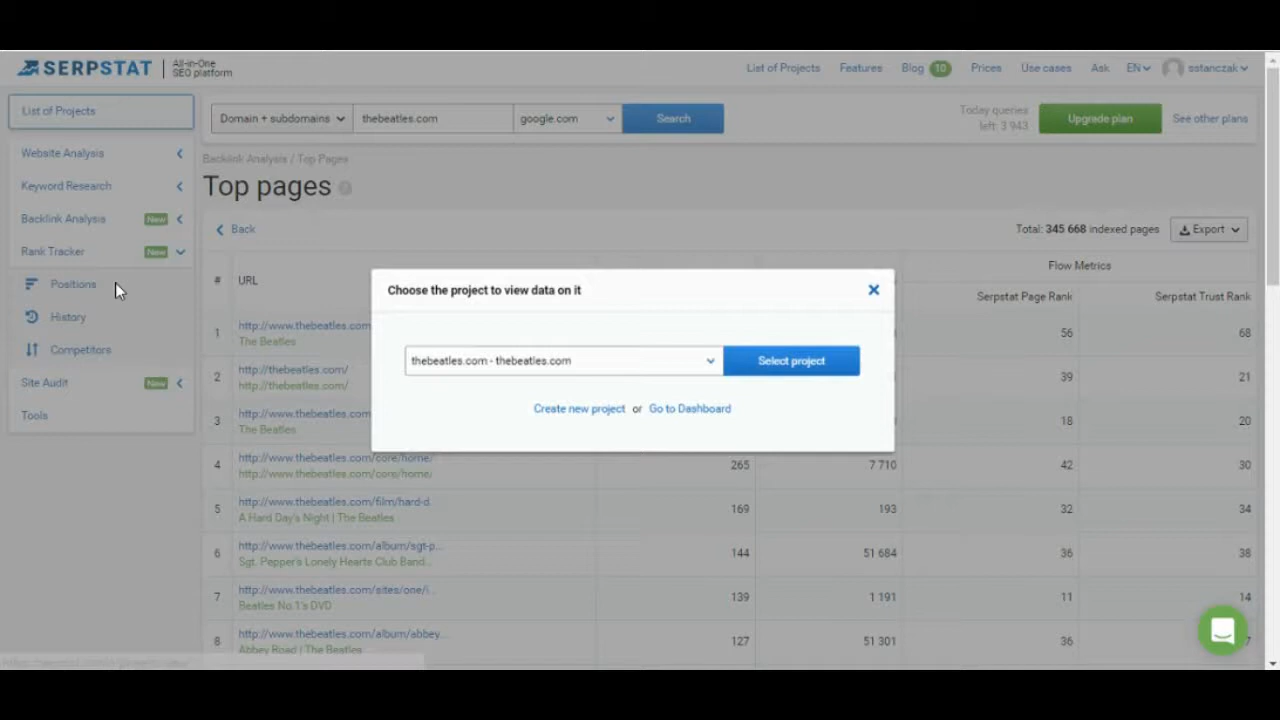 SERPSTAT
All-in-One
SEO platform
List of Projects
Features
Blog 10
Prices
Use cases
Ask
EN
sstanczak
List of Projects
Domain + subdomains
thebeatles.com
google.com
Search
Today queries
left: 3 943
Upgrade plan
See other plans
Website Analysis
Keyword Research
Backlink Analysis New
Rank Tracker New
Positions
History
Competitors
Site Audit New
Tools
Backlink Analysis / Top Pages
Top pages
Back
Total: 345 668 indexed pages
Export
# URL
Flow Metrics
Serpstat Page Rank
Serpstat Trust Rank
Choose the project to view data on it
thebeatles.com - thebeatles.com
Select project
Create new project or Go to Dashboard
1 http://www.thebeatles.com 56 68
The Beatles
2 http://thebeatles.com/ 39 21
http://thebeatles.com/
3 http://www.thebeatles.com 18 20
The Beatles
4 http://www.thebeatles.com/core/home/ 265 7 710 42 30
http://www.thebeatles.com/core/home/
5 http://www.thebeatles.com/film/hard-d. 169 193 32 34
A Hard Day's Night | The Beatles
6 http://www.thebeatles.com/album/sgt-p... 144 51 684 36 38
Sgt. Pepper's Lonely Hearts Club Band...
7 http://www.thebeatles.com/sites/one/i... 139 1 191 11 14
Beatles No.1's DVD
8 http://www.thebeatles.com/album/abbey... 127 51 301 36 7
Abbey Road | The Beatles